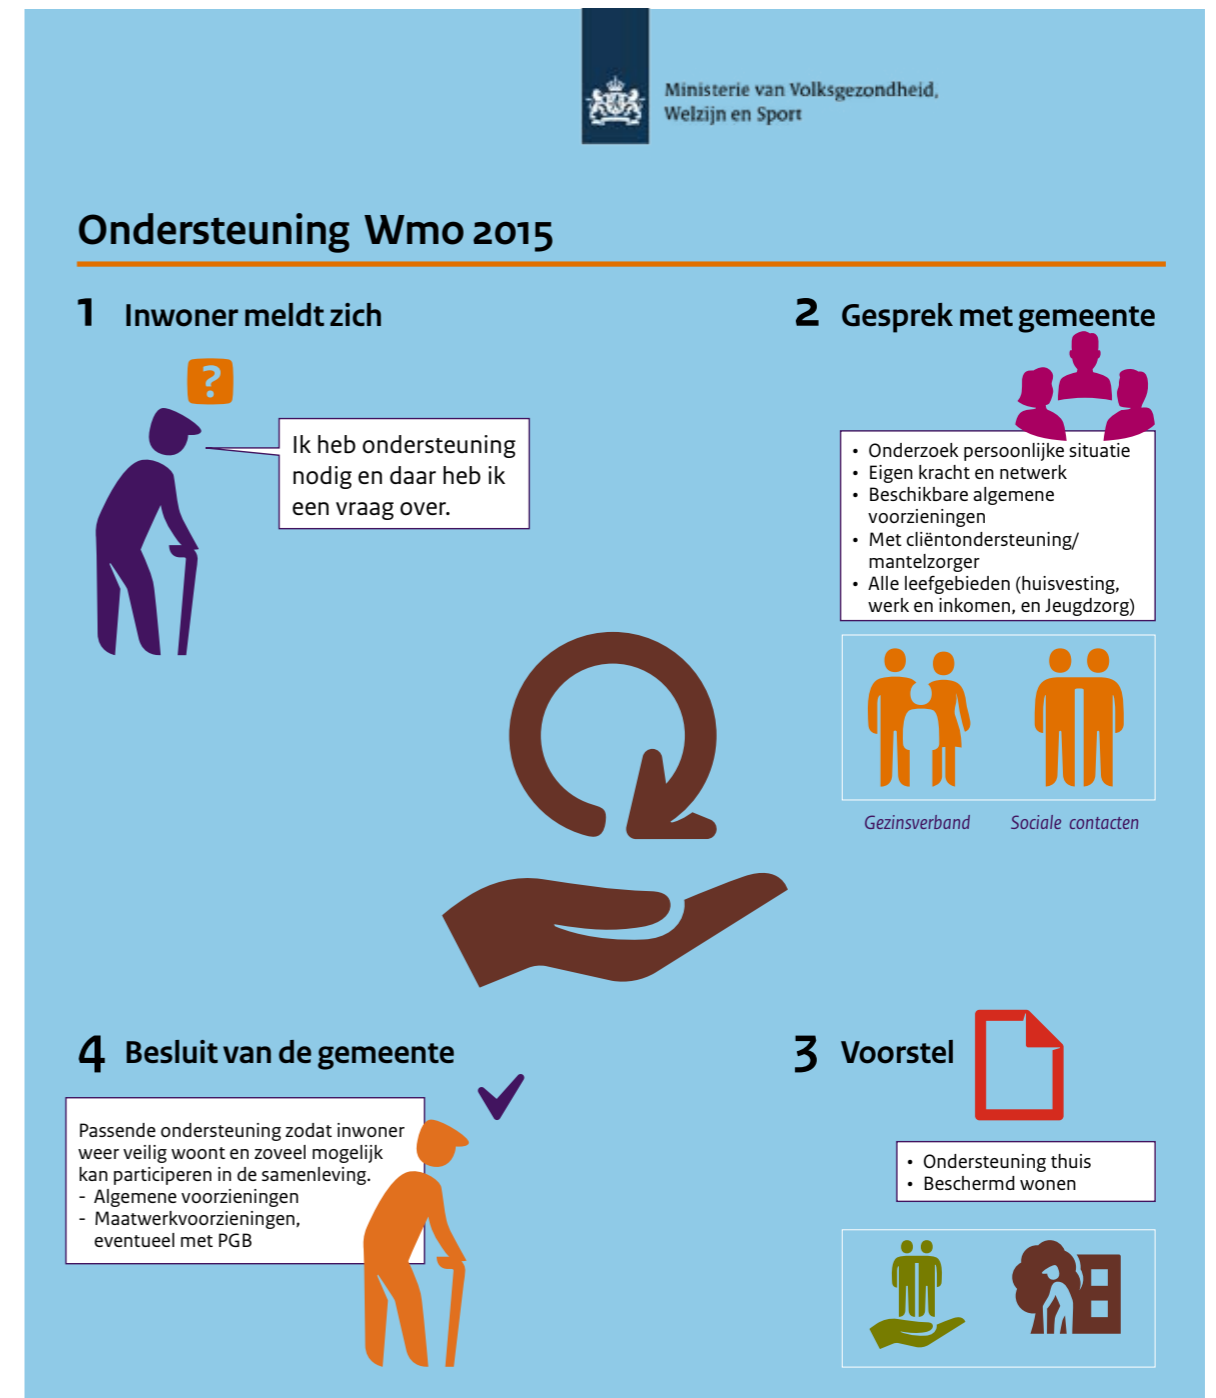 Ministerie van Volksgezondheid,
Welzijn en Sport
Ondersteuning Wmo 2015
1 Inwoner meldt zich
?
Ik heb ondersteuning
nodig en daar heb ik
een vraag over.
2 Gesprek met gemeente
• Onderzoek persoonlijke situatie
• Eigen kracht en netwerk
• Beschikbare algemene
voorzieningen
• Met cliëntondersteuning/
mantelzorger
• Alle leefgebieden (huisvesting,
werk en inkomen, en Jeugdzorg)
Gezinsverband
Sociale contacten
3 Voorstel
• Ondersteuning thuis
• Beschermd wonen
4 Besluit van de gemeente
Passende ondersteuning zodat inwoner
weer veilig woont en zoveel mogelijk
kan participeren in de samenleving.
- Algemene voorzieningen
- Maatwerkvoorzieningen,
eventueel met PGB